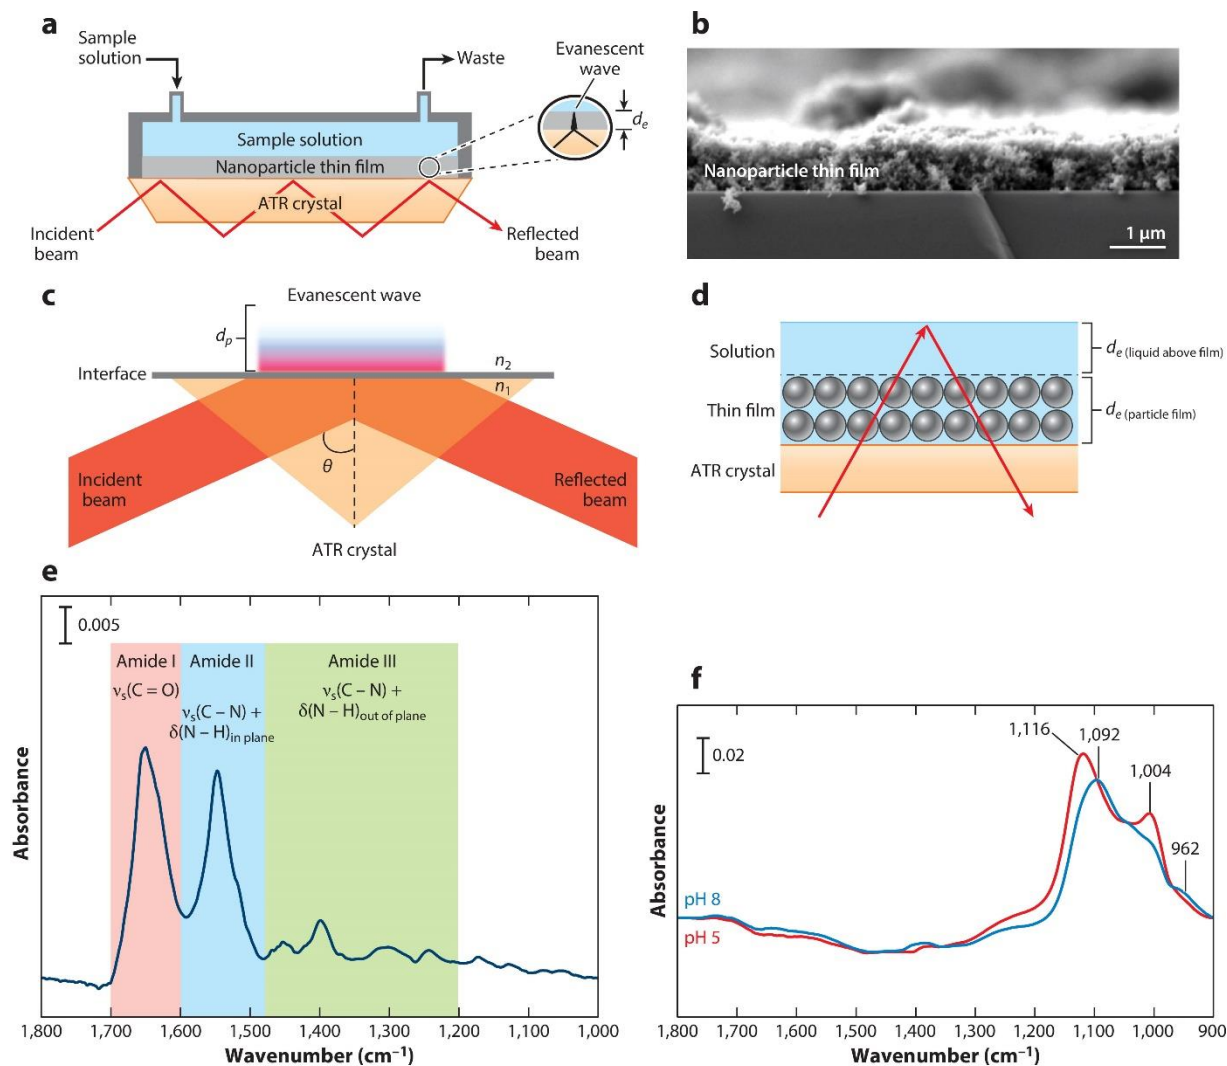 a
Sample
solution
Waste
Evanescent
wave
dₑ
Sample solution
Nanoparticle thin film
ATR crystal
Incident
beam
Reflected
beam
b
Nanoparticle thin film
1 µm
c
Evanescent wave
dₚ
Interface
n₂
n₁
θ
Incident
beam
Reflected
beam
ATR crystal
d
Solution
dₑ (liquid above film)
Thin film
dₑ (particle film)
ATR crystal
e
0.005
Amide I
νₛ(C = O)
Amide II
νₛ(C – N) +
δ(N – H)in plane
Amide III
νₛ(C – N) +
δ(N – H)out of plane
Absorbance
1,800 1,700 1,600 1,500 1,400 1,300 1,200 1,100 1,000
Wavenumber (cm⁻¹)
f
0.02
1,116
1,092
1,004
962
pH 8
pH 5
Absorbance
1,800 1,700 1,600 1,500 1,400 1,300 1,200 1,100 1,000 900
Wavenumber (cm⁻¹)